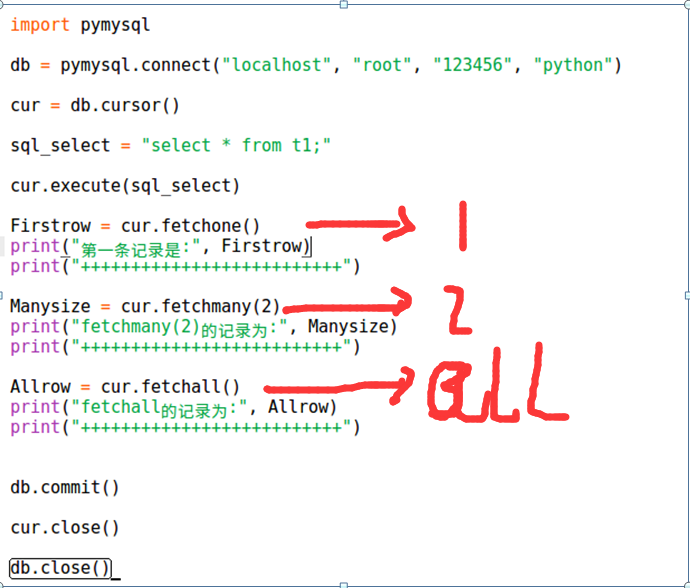 import pymysql
db = pymysql.connect("localhost", "root", "123456", "python")
cur = db.cursor()
sql_select = "select * from t1;"
cur.execute(sql_select)
Firstrow = cur.fetchone()
1
print("第一条记录是:", Firstrow)
print("++++++++++++++++++++++++++")
Manysize = cur.fetchmany(2)
2
print("fetchmany(2)的记录为:", Manysize)
print("++++++++++++++++++++++++++")
Allrow = cur.fetchall()
all
print("fetchall的记录为:", Allrow)
print("++++++++++++++++++++++++++")
db.commit()
cur.close()
db.close()